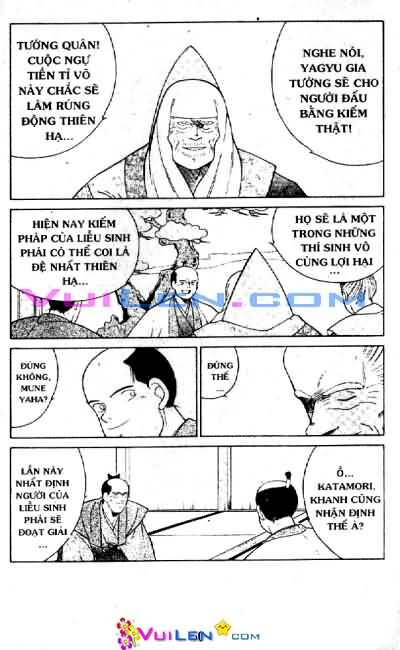 NGHE NÓI,
YAGYU GIA
TƯỚNG SẼ CHO
NGƯỜI ĐẤU
BẰNG KIẾM
THẬT!
TƯỚNG QUÂN!
CUỘC NGỰ
TIỀN TỈ VÕ
NÀY CHẮC SẼ
LÀM RÚNG
ĐỘNG THIÊN
HẠ...
HỌ SẼ LÀ MỘT
TRONG NHỮNG
THÍ SINH VÔ
CÙNG LỢI HẠI
...
HIỆN NAY KIẾM
PHÁP CỦA LIỄU SINH
PHẢI CÓ THỂ COI LÀ
ĐỆ NHẤT THIÊN
HẠ...
VUILEN.COM
ĐÚNG
THẾ
...
ĐÚNG
KHÔNG,
MUNE
YAHA?
Ồ...
KATAMORI,
KHANH CŨNG
NHẬN ĐỊNH
THẾ À?
LẦN NÀY
NHẤT ĐỊNH
NGƯỜI CỦA
LIỄU SINH
PHẢI SẼ
ĐOẠT GIẢI
...
VUILEN.COM